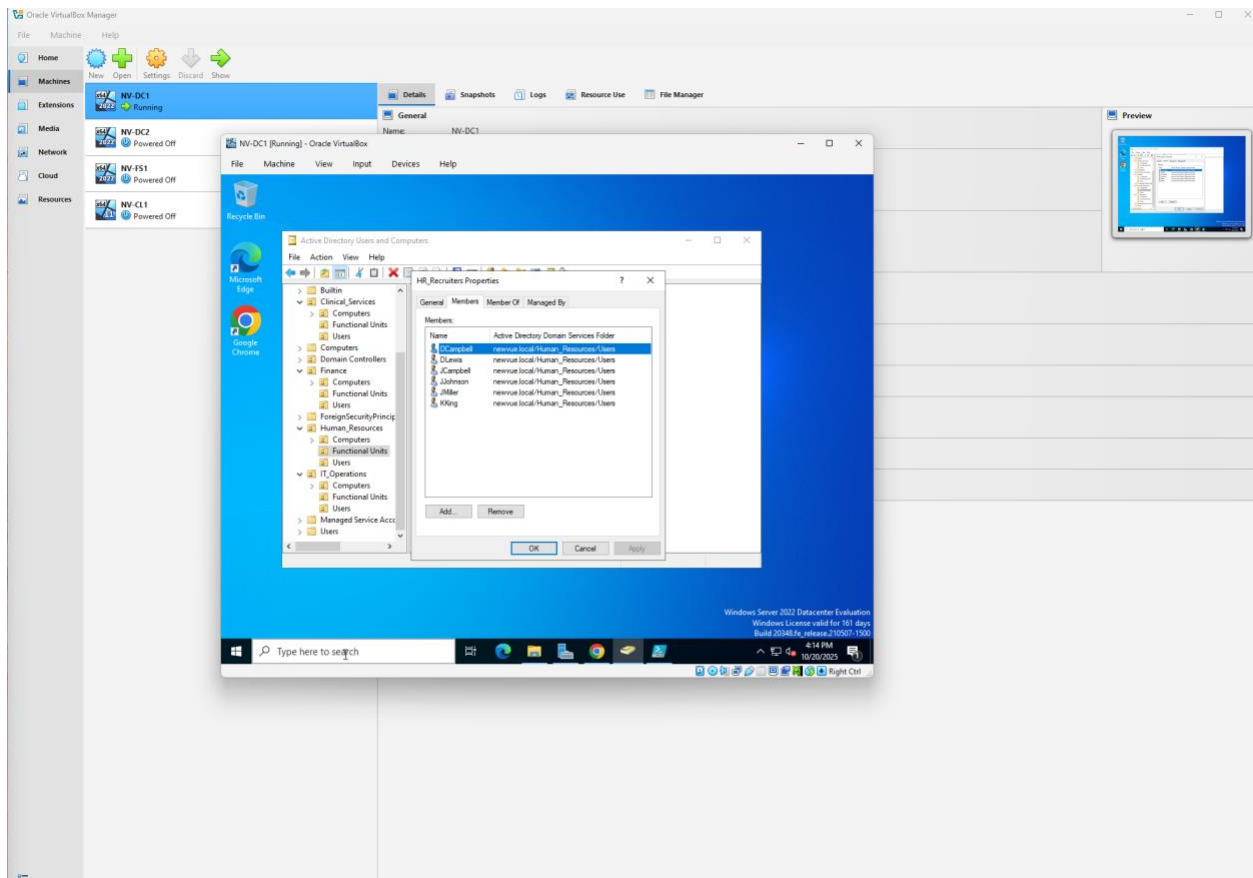 Oracle VirtualBox Manager
File Machine Help
Home
Machines
Extensions
Media
Network
Cloud
Resources
New Open Settings Discard Show
NV-DC1
Running
NV-DC2
Powered Off
NV-FS1
Powered Off
NV-CL1
Powered Off
Details Snapshots Logs Resource Use File Manager
General
Name: NV-DC1
Preview
NV-DC1 [Running] - Oracle VirtualBox
File Machine View Input Devices Help
Recycle Bin
Microsoft Edge
Google Chrome
Active Directory Users and Computers
File Action View Help
Builtin
Clinical_Services
Computers
Functional Units
Users
Computers
Domain Controllers
Finance
Computers
Functional Units
Users
ForeignSecurityPrincip
Human_Resources
Computers
Functional Units
Users
IT_Operations
Computers
Functional Units
Users
Managed Service Acco
Users
HR_Recruiters Properties
General Members Member Of Managed By
Members:
Name Active Directory Domain Services Folder
DCampbell newvue.local/Human_Resources/Users
DLewis newvue.local/Human_Resources/Users
JCampbell newvue.local/Human_Resources/Users
JJohnson newvue.local/Human_Resources/Users
JMiller newvue.local/Human_Resources/Users
KKing newvue.local/Human_Resources/Users
Add... Remove
OK Cancel Apply
Windows Server 2022 Datacenter Evaluation
Windows License valid for 161 days
Build 20348.fe_release.210507-1500
Type here to search
4:14 PM
10/20/2025
Right Ctrl